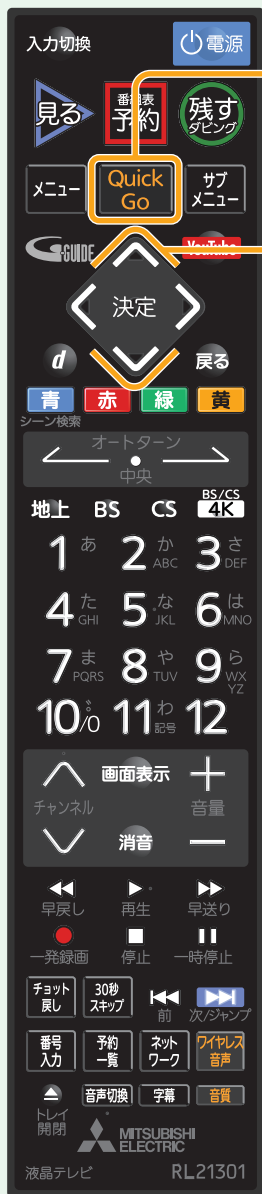 入力切換
電源
見る
番組表
予約
残す
ダビング
メニュー
Quick
Go
サブ
メニュー
G-GUIDE
YouTube
決定
d
戻る
青 赤 緑 黄
シーン検索
オートターン
中央
地上 BS CS BS/CS 4K
1 あ 2 か ABC 3 さ DEF
4 た GHI 5 な JKL 6 は MNO
7 ま PQRS 8 や TUV 9 ら WXYZ
10/0 11 わ 記号 12
画面表示
チャンネル
音量
消音
早戻し 再生 早送り
一発録画 停止 一時停止
チョット
戻し
30秒
スキップ
前 次/ジャンプ
番号
入力
予約
一覧
ネット
ワーク
ワイヤレス
音声
トレイ
開閉
音声切換 字幕 音質
MITSUBISHI
ELECTRIC
液晶テレビ RL21301